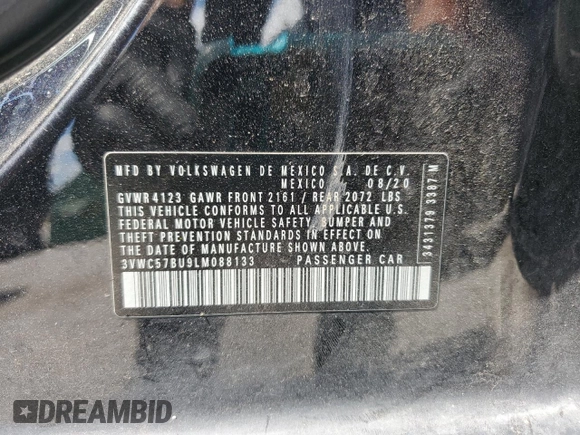 MFD BY VOLKSWAGEN DE MEXICO S.A. DE C.V.
MEXICO 08/20
GVWR 4123 GAWR FRONT 2161 / REAR 2072 LBS
THIS VEHICLE CONFORMS TO ALL APPLICABLE U.S.
FEDERAL MOTOR VEHICLE SAFETY, BUMPER AND
THEFT PREVENTION STANDARDS IN EFFECT ON
THE DATE OF MANUFACTURE SHOWN ABOVE.
3VWC57BU9LM088133 PASSENGER CAR
3431379 3387 M
DREAMBID